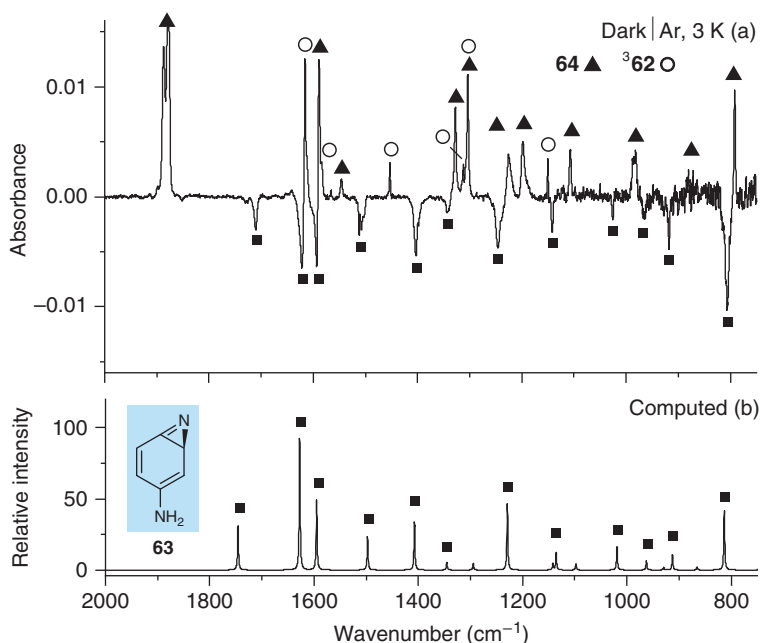 Dark | Ar, 3 K (a)
64 ▲ ³62 ○
Absorbance
0.01
0.00
−0.01
Computed (b)
Relative intensity
100
50
0
N
NH₂
63
2000 1800 1600 1400 1200 1000 800
Wavenumber (cm⁻¹)